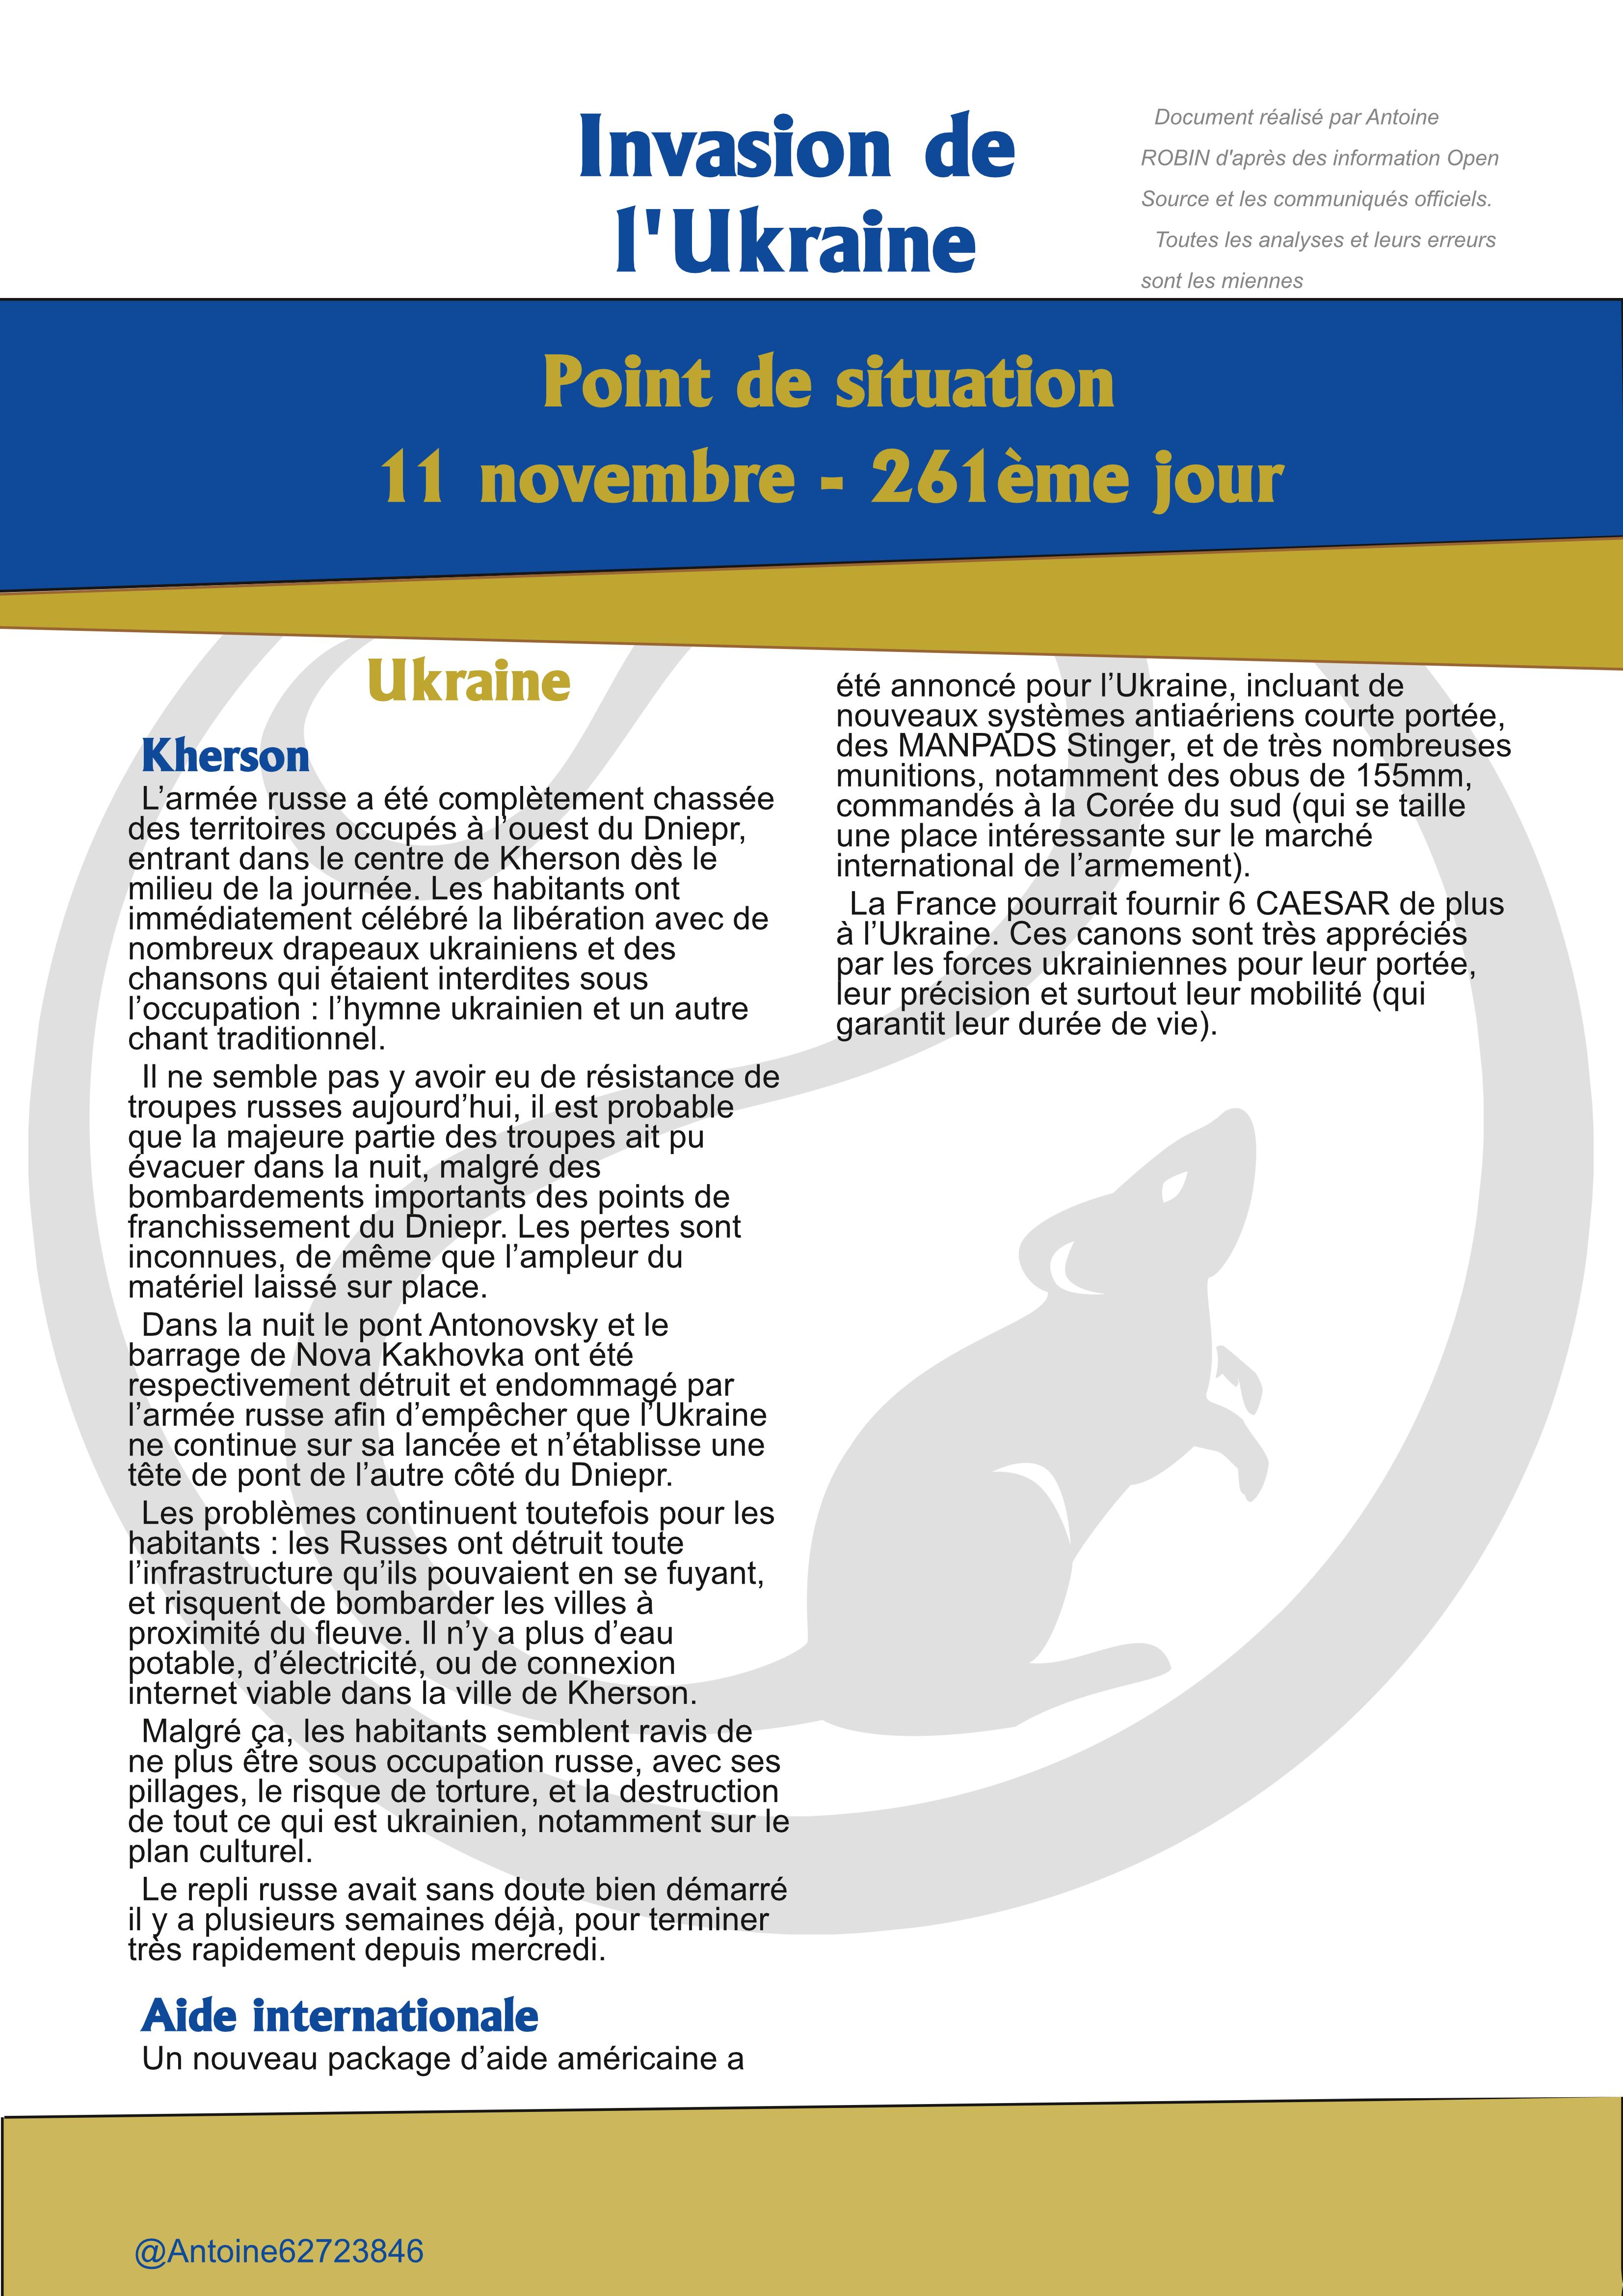 Invasion de
l'Ukraine
Document réalisé par Antoine
ROBIN d'après des information Open
Source et les communiqués officiels.
Toutes les analyses et leurs erreurs
sont les miennes
Point de situation
11 novembre - 261ème jour
Ukraine
Kherson
L’armée russe a été complètement chassée
des territoires occupés à l’ouest du Dniepr,
entrant dans le centre de Kherson dès le
milieu de la journée. Les habitants ont
immédiatement célébré la libération avec de
nombreux drapeaux ukrainiens et des
chansons qui étaient interdites sous
l’occupation : l’hymne ukrainien et un autre
chant traditionnel.
Il ne semble pas y avoir eu de résistance de
troupes russes aujourd’hui, il est probable
que la majeure partie des troupes ait pu
évacuer dans la nuit, malgré des
bombardements importants des points de
franchissement du Dniepr. Les pertes sont
inconnues, de même que l’ampleur du
matériel laissé sur place.
Dans la nuit le pont Antonovsky et le
barrage de Nova Kakhovka ont été
respectivement détruit et endommagé par
l’armée russe afin d’empêcher que l’Ukraine
ne continue sur sa lancée et n’établisse une
tête de pont de l’autre côté du Dniepr.
Les problèmes continuent toutefois pour les
habitants : les Russes ont détruit toute
l’infrastructure qu’ils pouvaient en se fuyant,
et risquent de bombarder les villes à
proximité du fleuve. Il n’y a plus d’eau
potable, d’électricité, ou de connexion
internet viable dans la ville de Kherson.
Malgré ça, les habitants semblent ravis de
ne plus être sous occupation russe, avec ses
pillages, le risque de torture, et la destruction
de tout ce qui est ukrainien, notamment sur le
plan culturel.
Le repli russe avait sans doute bien démarré
il y a plusieurs semaines déjà, pour terminer
très rapidement depuis mercredi.
Aide internationale
Un nouveau package d’aide américaine a
été annoncé pour l’Ukraine, incluant de
nouveaux systèmes antiaériens courte portée,
des MANPADS Stinger, et de très nombreuses
munitions, notamment des obus de 155mm,
commandés à la Corée du sud (qui se taille
une place intéressante sur le marché
international de l’armement).
La France pourrait fournir 6 CAESAR de plus
à l’Ukraine. Ces canons sont très appréciés
par les forces ukrainiennes pour leur portée,
leur précision et surtout leur mobilité (qui
garantit leur durée de vie).
@Antoine62723846